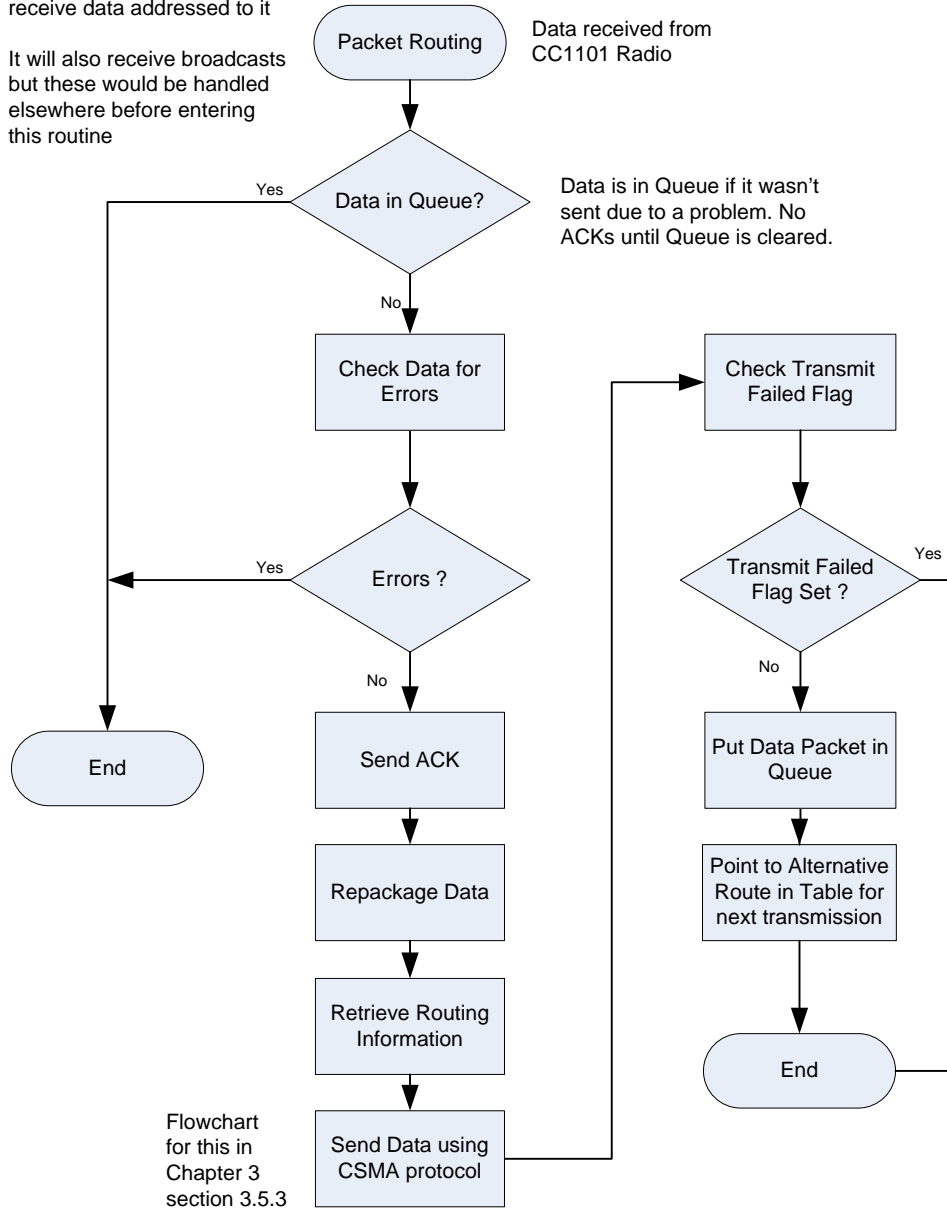 receive data addressed to it
It will also receive broadcasts
but these would be handled
elsewhere before entering
this routine
Packet Routing
Data received from
CC1101 Radio
Yes
Data in Queue?
Data is in Queue if it wasn't
sent due to a problem. No
ACKs until Queue is cleared.
No
Check Data for
Errors
Yes
Errors ?
No
End
Send ACK
Repackage Data
Retrieve Routing
Information
Flowchart
for this in
Chapter 3
section 3.5.3
Send Data using
CSMA protocol
Check Transmit
Failed Flag
Transmit Failed
Flag Set ?
Yes
No
Put Data Packet in
Queue
Point to Alternative
Route in Table for
next transmission
End